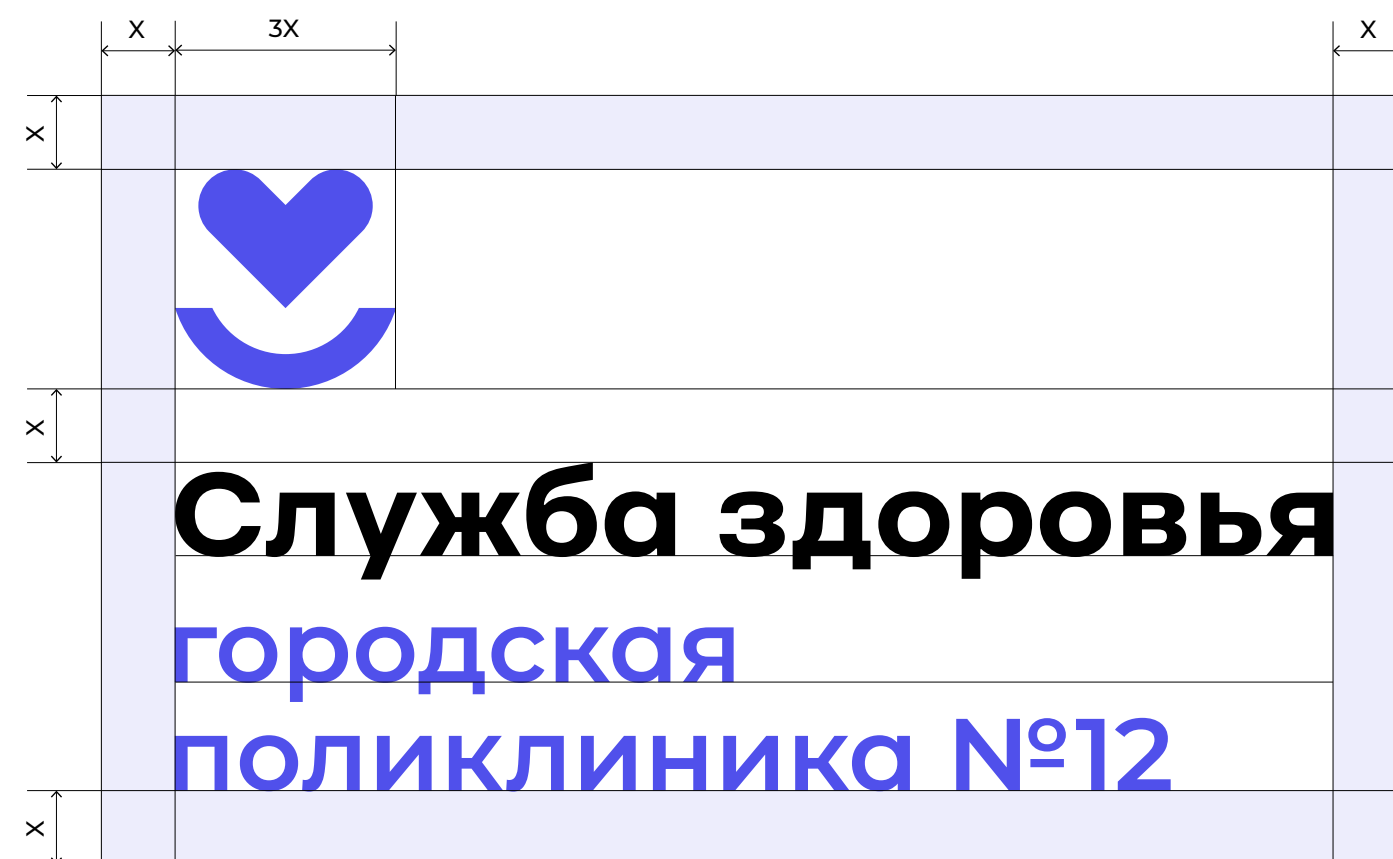 X 3X X
X
X
Служба здоровья
городская
поликлиника №12
X